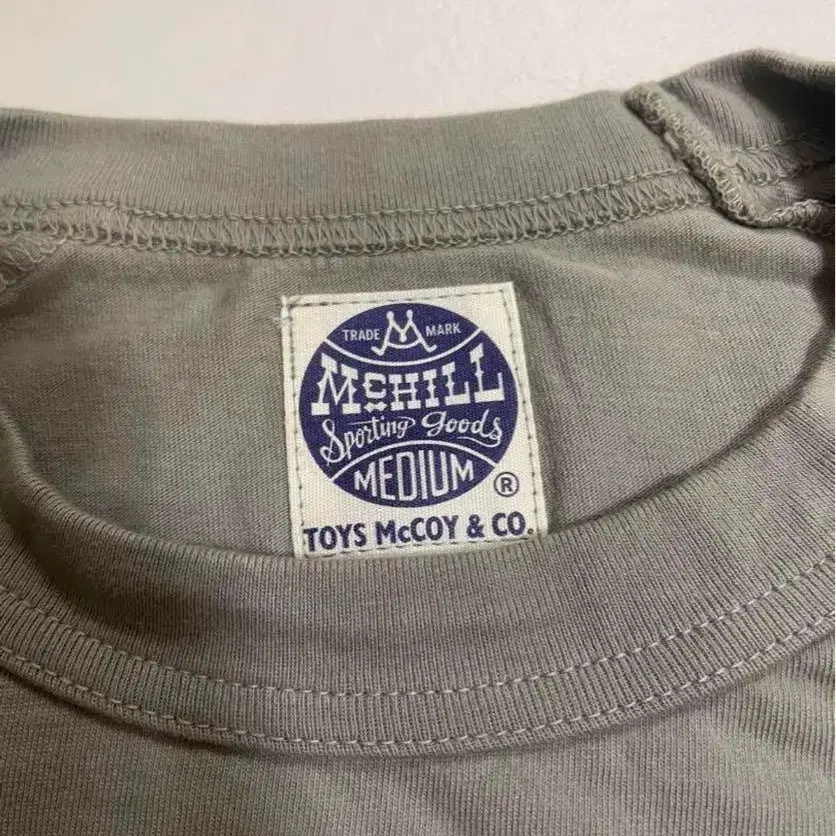 TRADE M MARK
McHILL
Sporting Goods
MEDIUM ®
TOYS McCOY & CO.